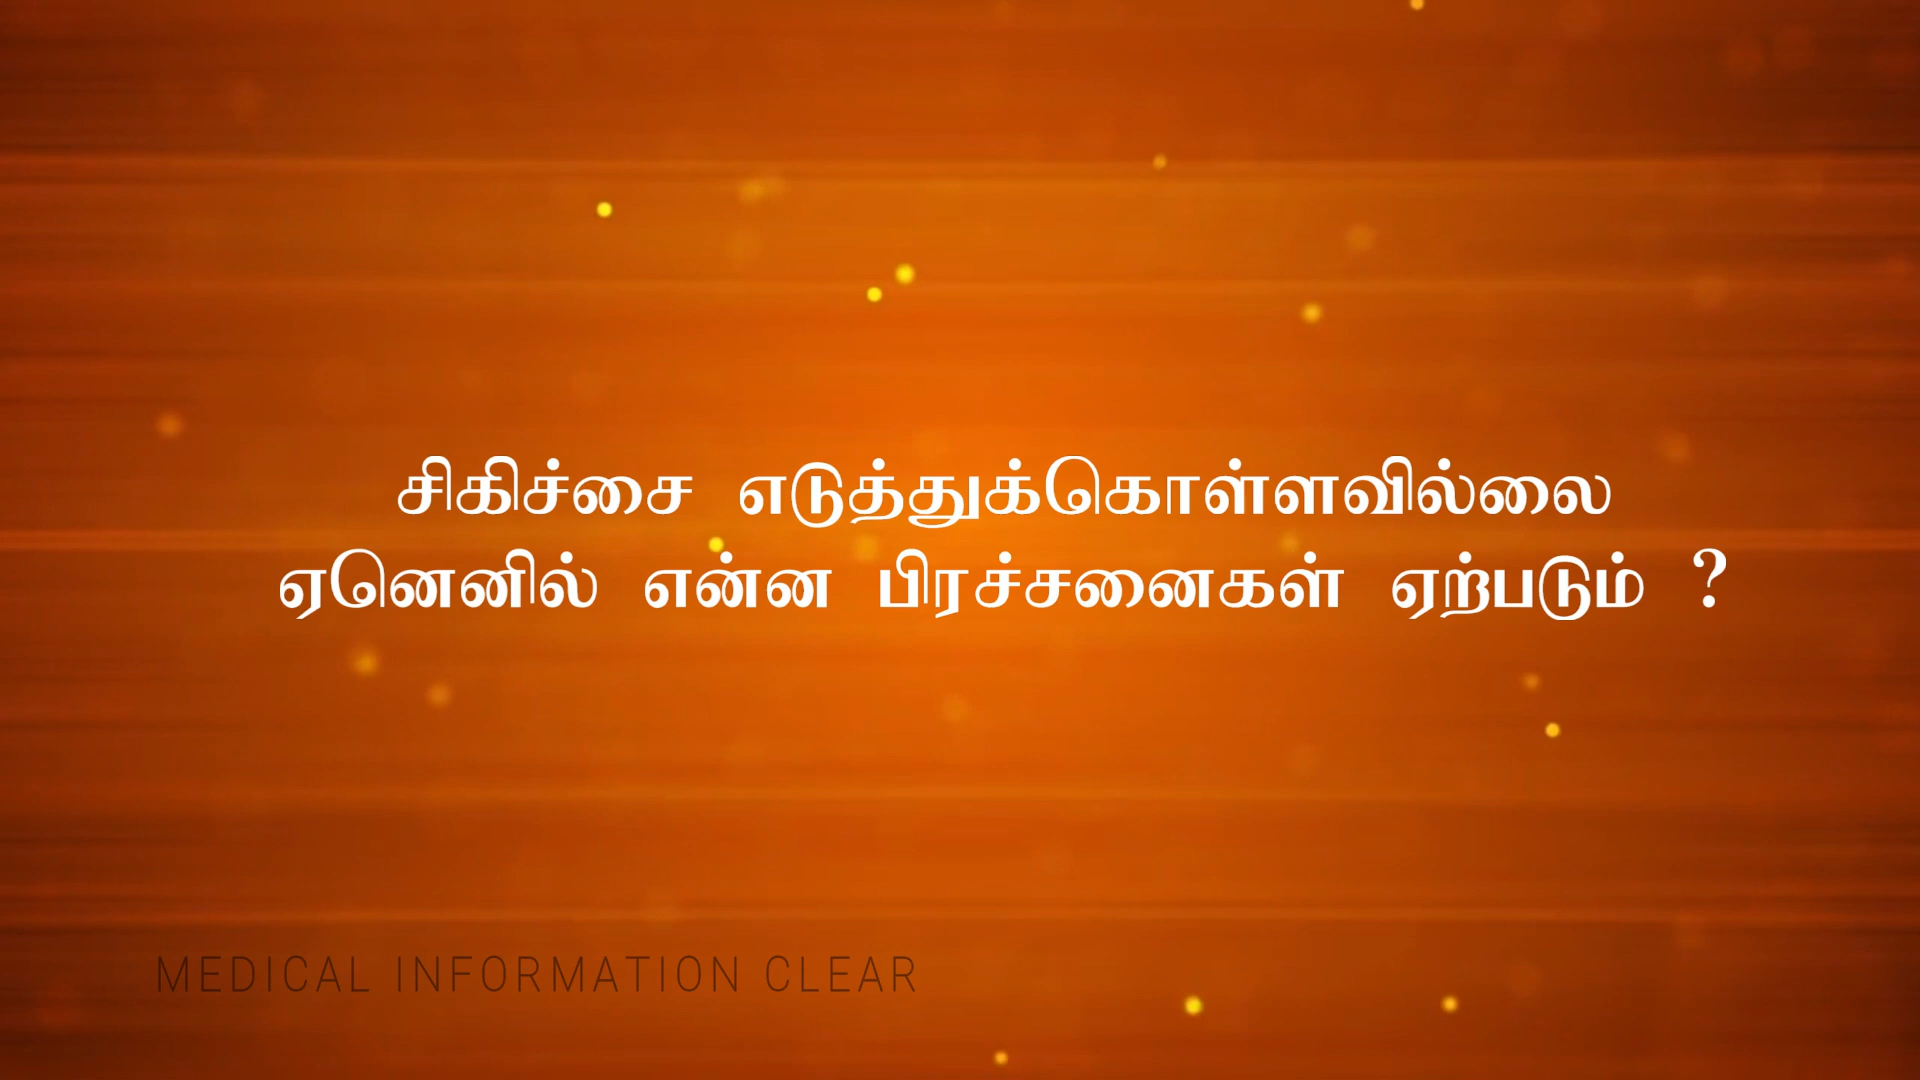 சிகிச்சை எடுத்துக்கொள்ளவில்லை
ஏனெனில் என்ன பிரச்சனைகள் ஏற்படும் ?
MEDICAL INFORMATION CLEAR